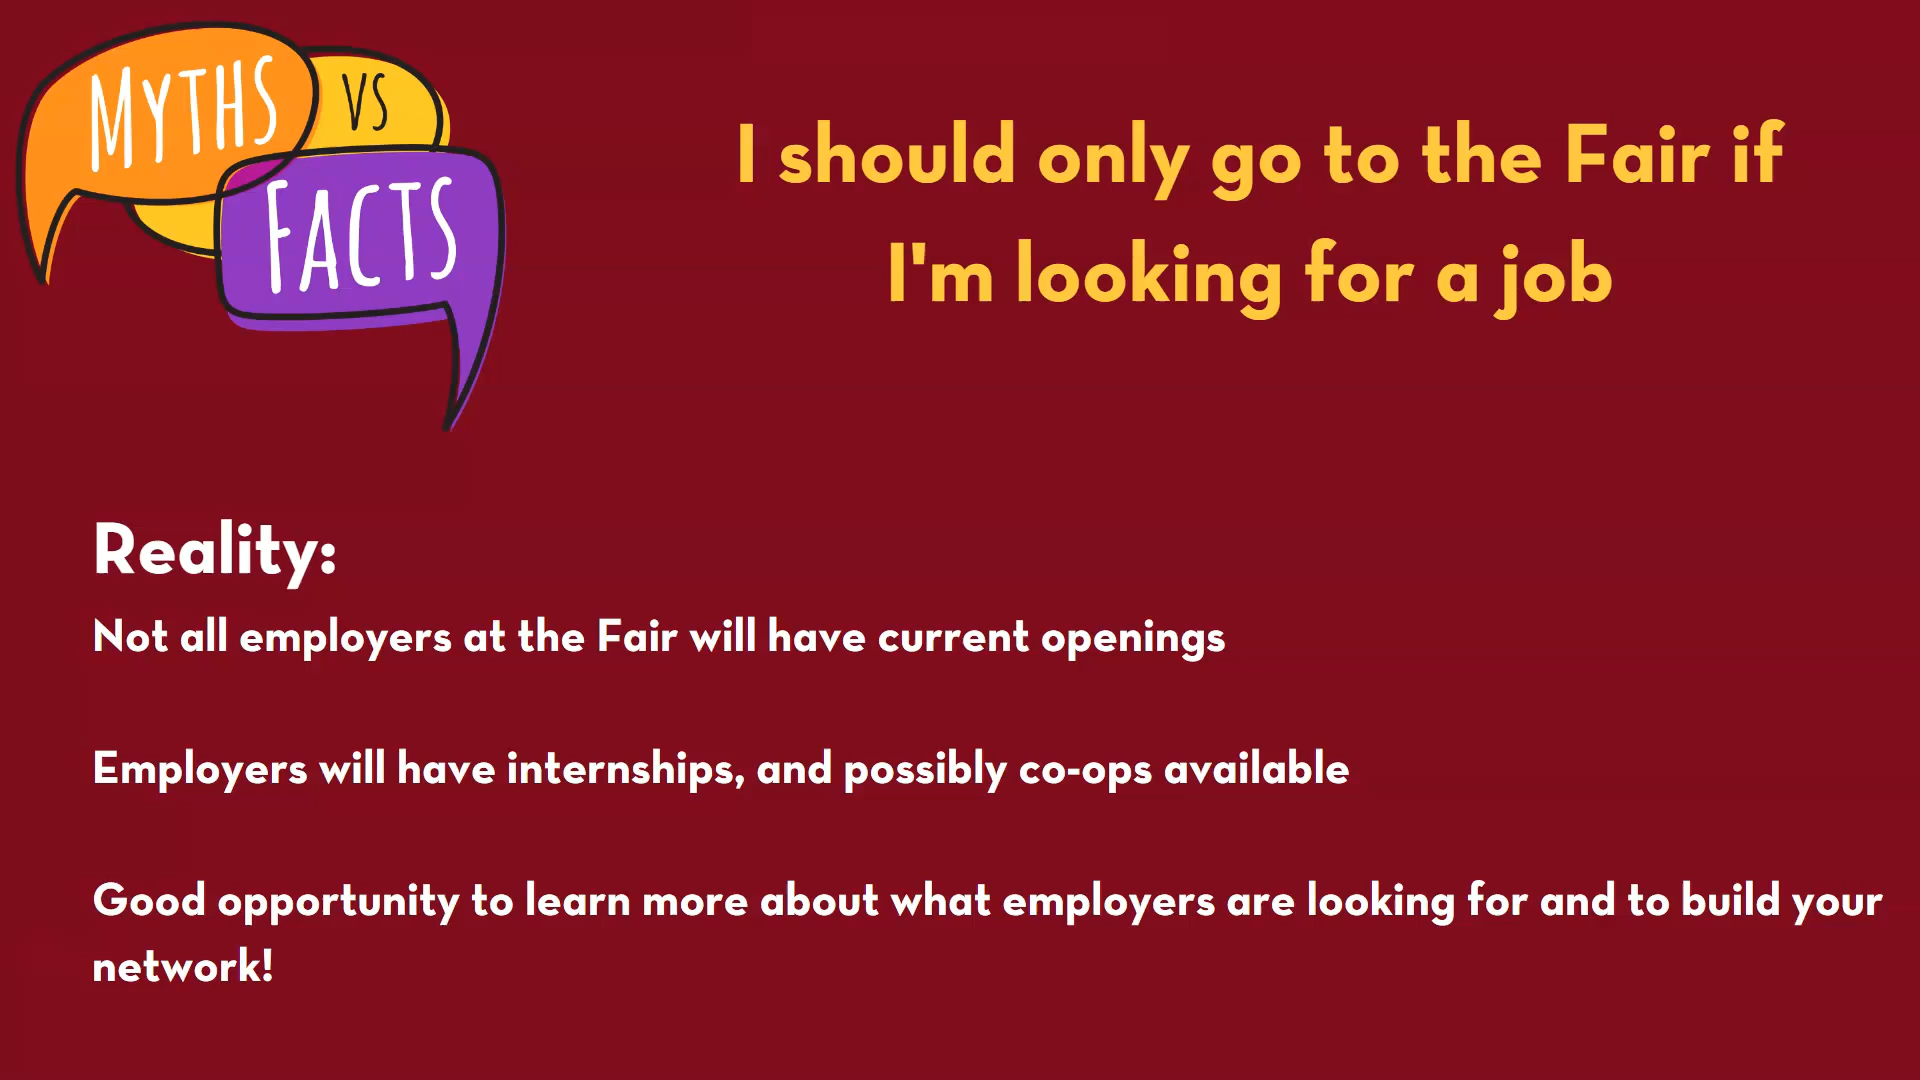 MYTHS
VS
FACTS
I should only go to the Fair if
I'm looking for a job
Reality:
Not all employers at the Fair will have current openings
Employers will have internships, and possibly co-ops available
Good opportunity to learn more about what employers are looking for and to build your
network!